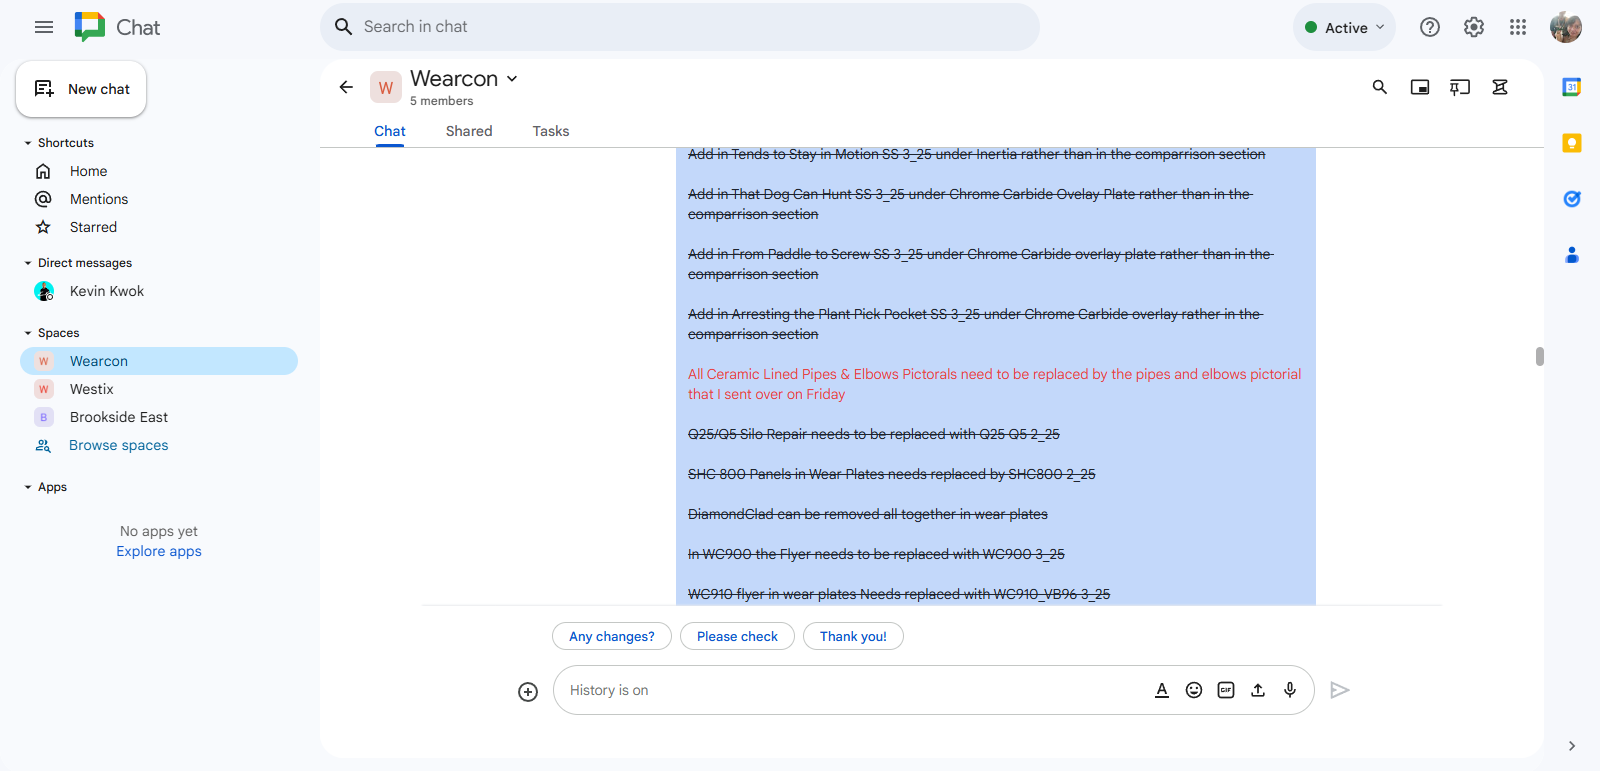 Chat
Search in chat
Active
New chat
W
Wearcon
5 members
Chat
Shared
Tasks
Shortcuts
Home
Mentions
Starred
Direct messages
Kevin Kwok
Spaces
W
Wearcon
W
Westix
B
Brookside East
Browse spaces
Apps
No apps yet
Explore apps
Add in Tends to Stay in Motion SS 3_25 under Inertia rather than in the comparrison section
Add in That Dog Can Hunt SS 3_25 under Chrome Carbide Ovelay Plate rather than in the
comparrison section
Add in From Paddle to Screw SS 3_25 under Chrome Carbide overlay plate rather than in the
comparrison section
Add in Arresting the Plant Pick Pocket SS 3_25 under Chrome Carbide overlay rather in the
comparrison section
All Ceramic Lined Pipes & Elbows Pictorals need to be replaced by the pipes and elbows pictorial
that I sent over on Friday
Q25/Q5 Silo Repair needs to be replaced with Q25 Q5 2_25
SHC 800 Panels in Wear Plates needs replaced by SHC800 2_25
DiamondClad can be removed all together in wear plates
In WC900 the Flyer needs to be replaced with WC900 3_25
WC910 flyer in wear plates Needs replaced with WC910_VB96 3_25
Any changes?
Please check
Thank you!
History is on
A
GIF
31